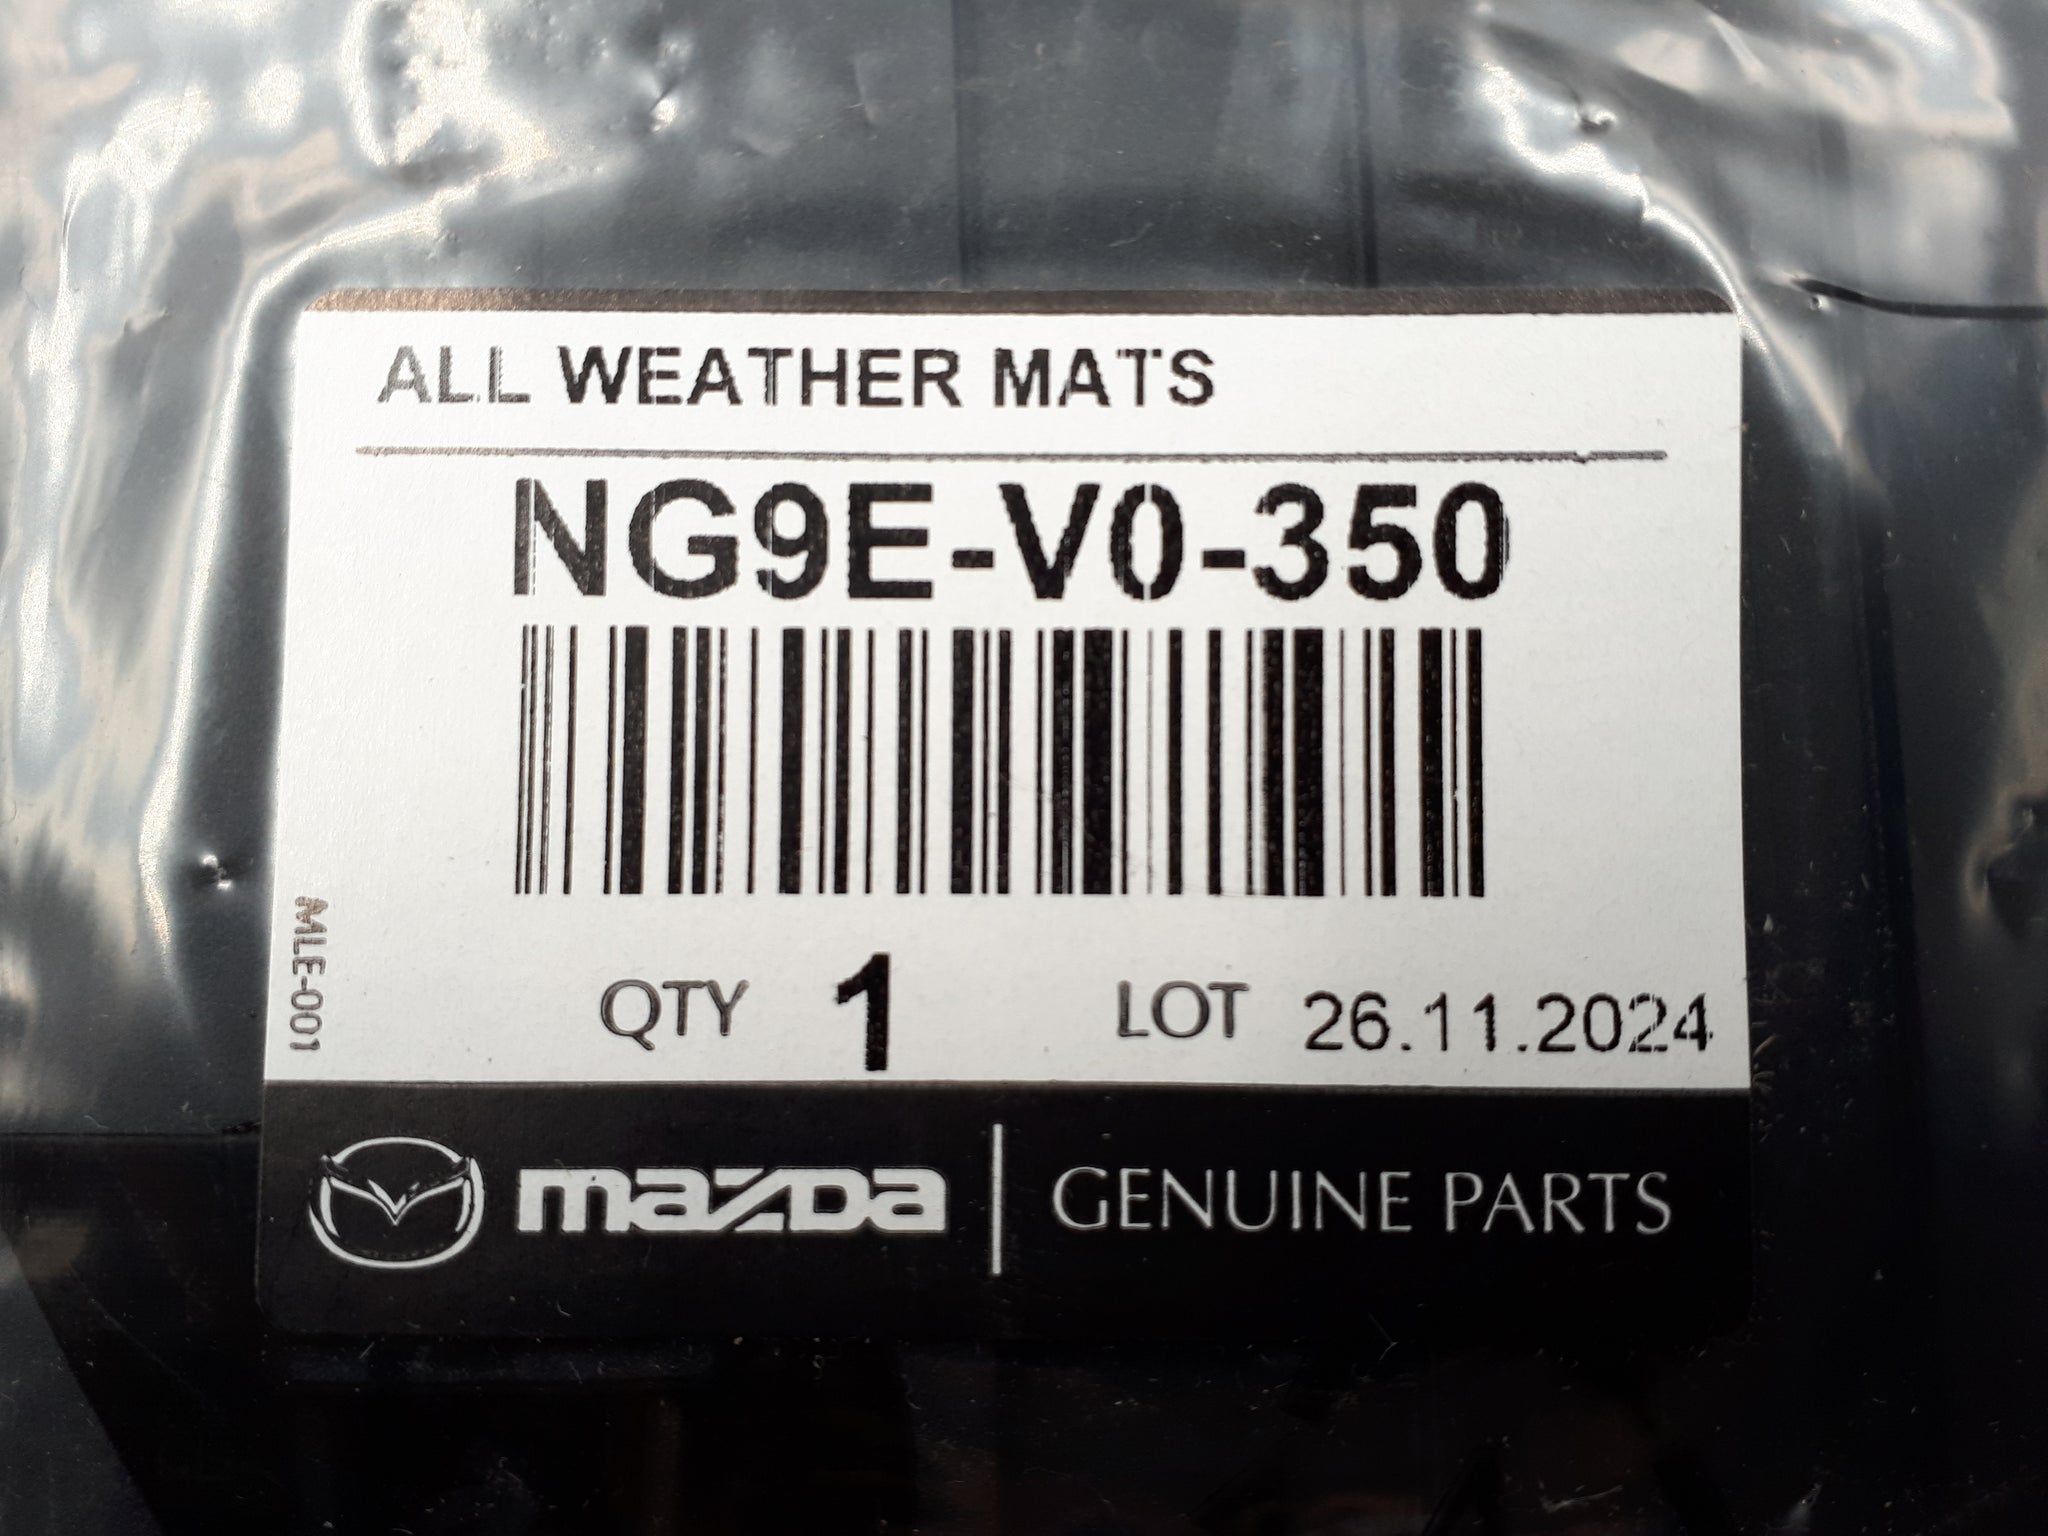 ALL WEATHER MATS
NG9E-V0-350
QTY 1 LOT 26.11.2024
MLE-001
mazDa | GENUINE PARTS